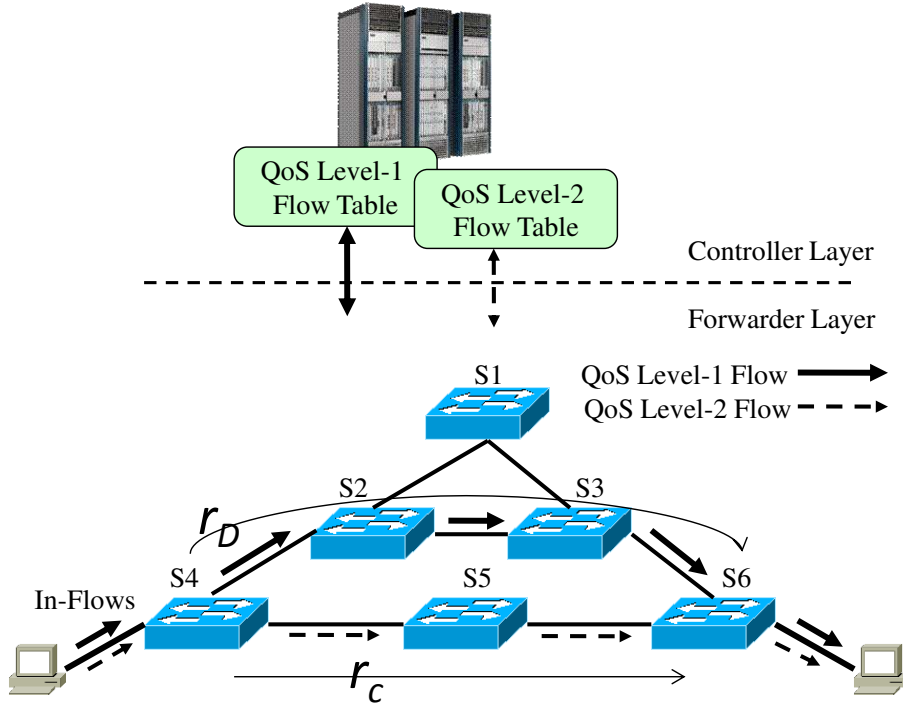 QoS Level-1
Flow Table
QoS Level-2
Flow Table
Controller Layer
Forwarder Layer
S1
QoS Level-1 Flow
QoS Level-2 Flow
S2
S3
r_D
S4
S5
S6
In-Flows
r_c